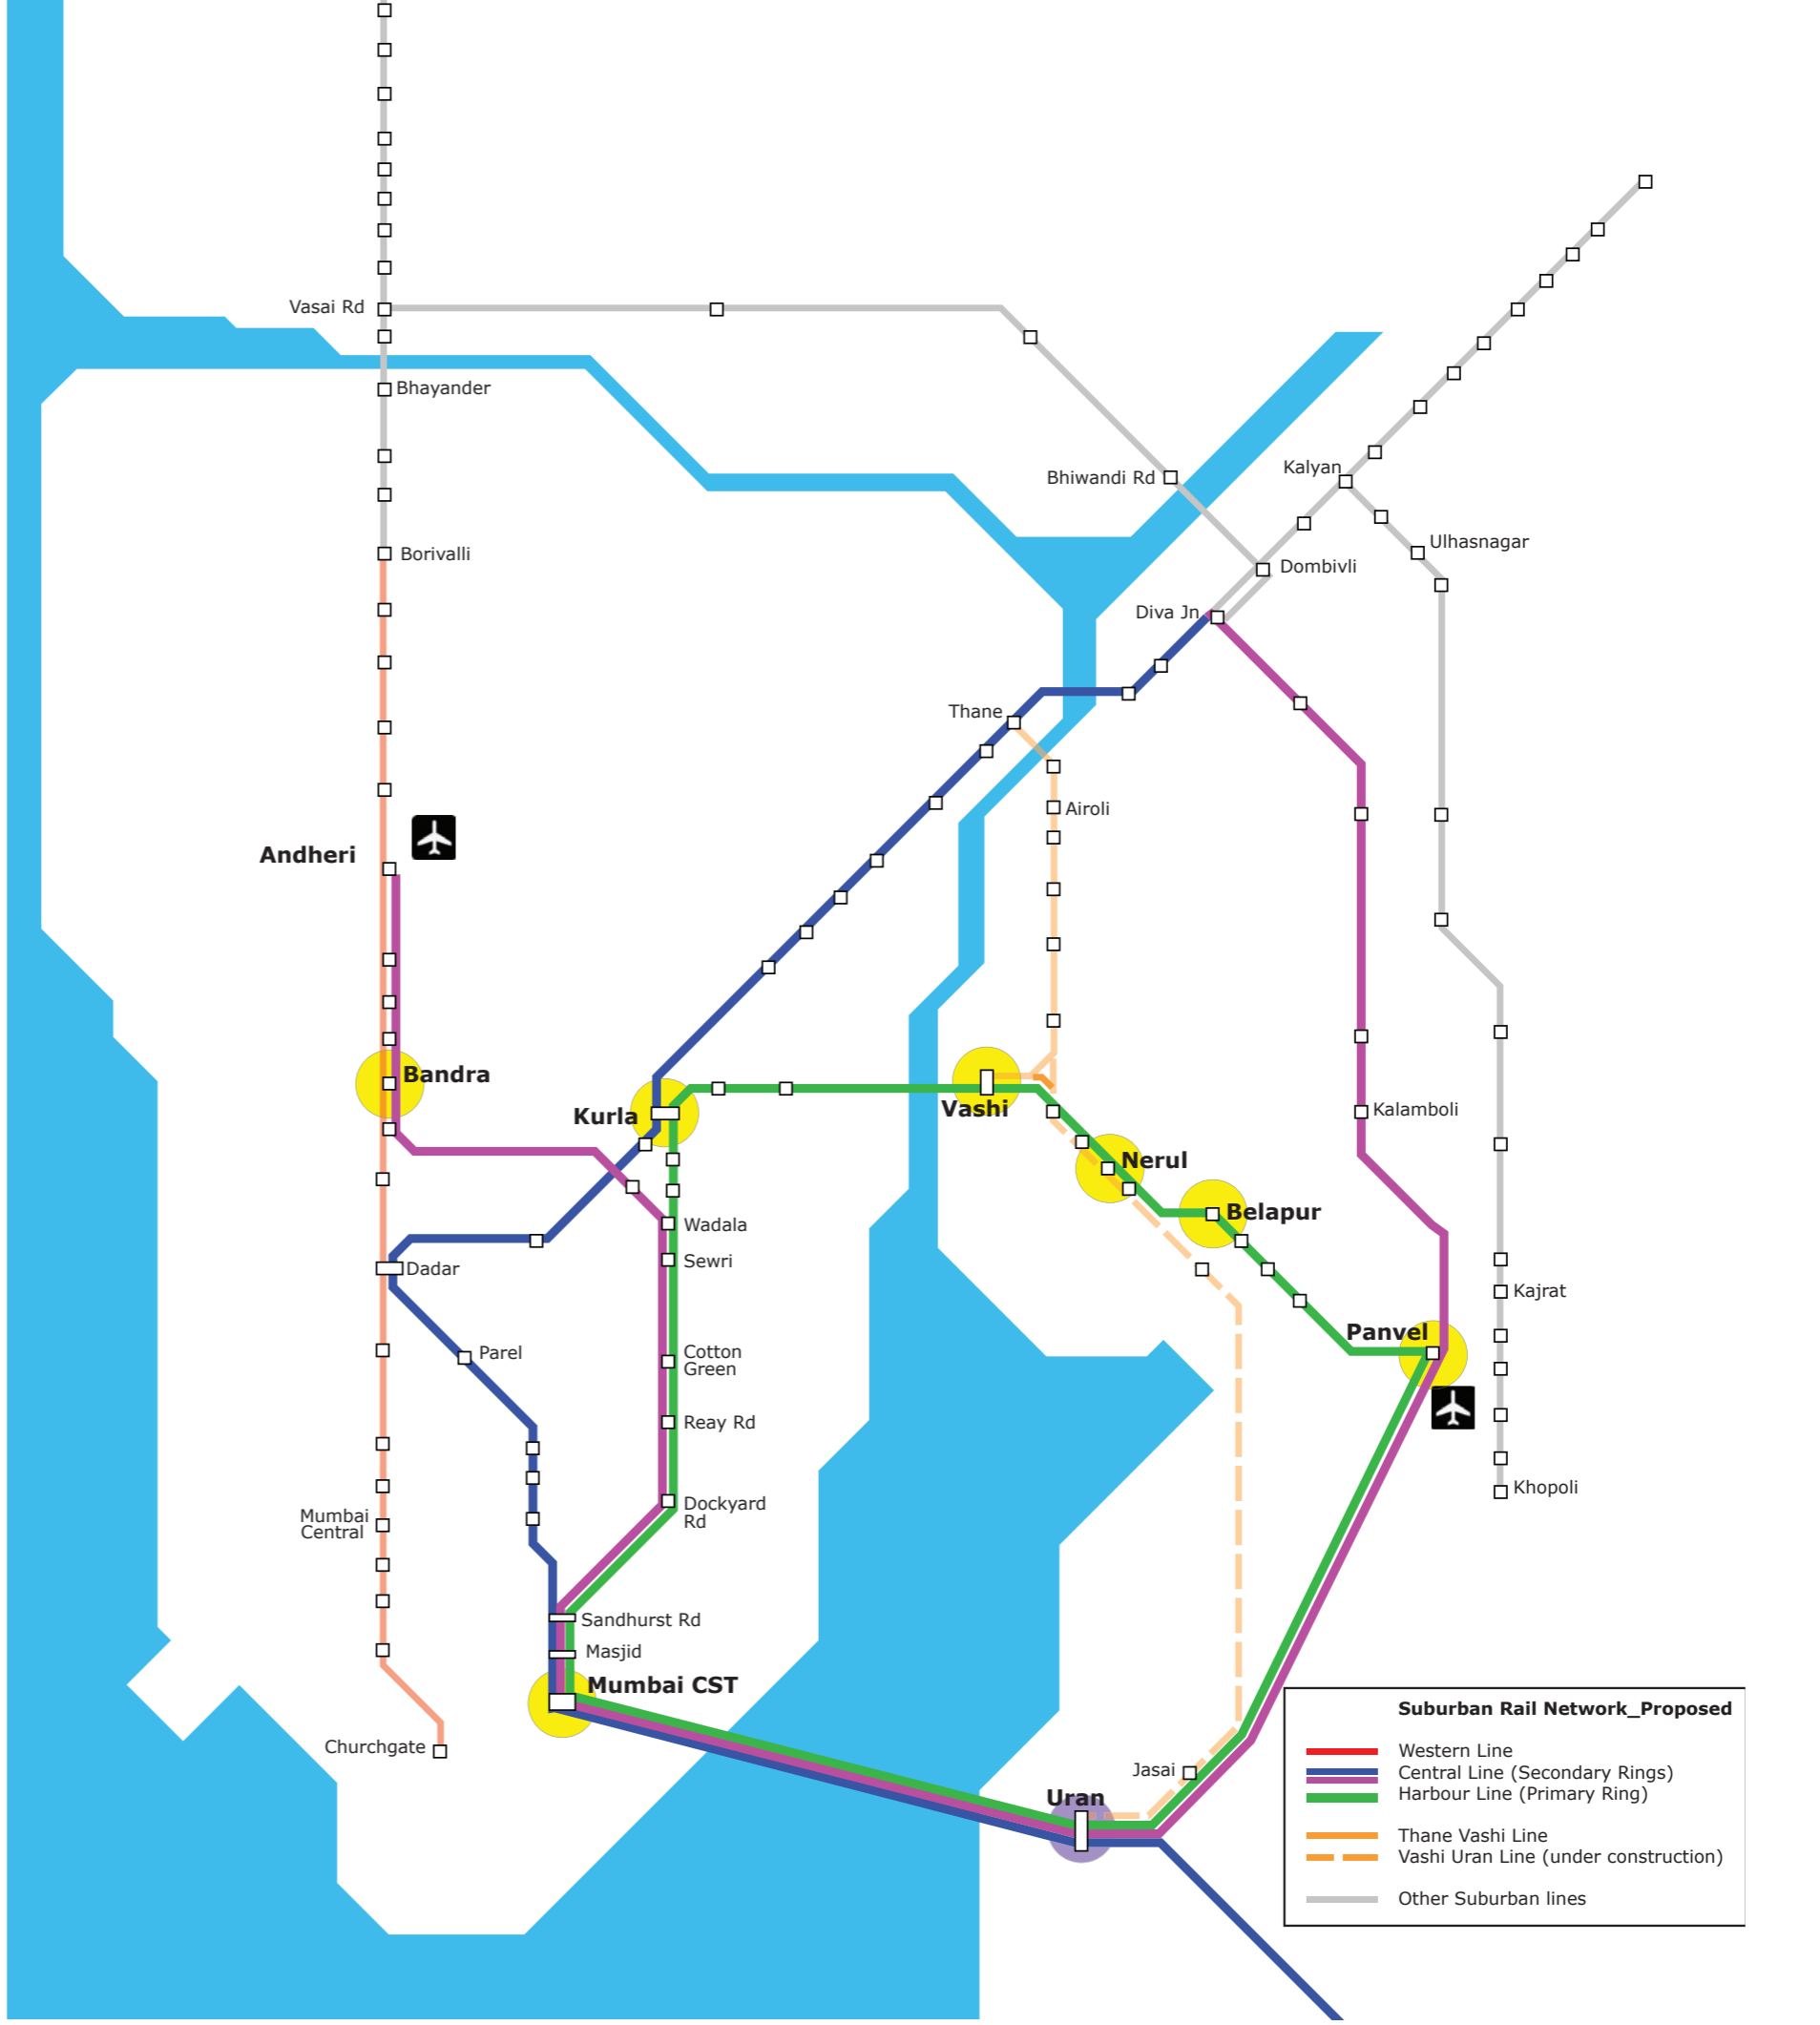 Vasai Rd
Bhayander
Bhiwandi Rd
Kalyan
Ulhasnagar
Borivalli
Dombivli
Diva Jn
Thane
Airoli
Andheri
Bandra
Kurla
Vashi
Kalamboli
Nerul
Belapur
Wadala
Sewri
Dadar
Kajrat
Panvel
Parel
Cotton
Green
Reay Rd
Khopoli
Dockyard
Rd
Mumbai
Central
Sandhurst Rd
Masjid
Mumbai CST
Churchgate
Jasai
Uran
Suburban Rail Network_Proposed
Western Line
Central Line (Secondary Rings)
Harbour Line (Primary Ring)
Thane Vashi Line
Vashi Uran Line (under construction)
Other Suburban lines